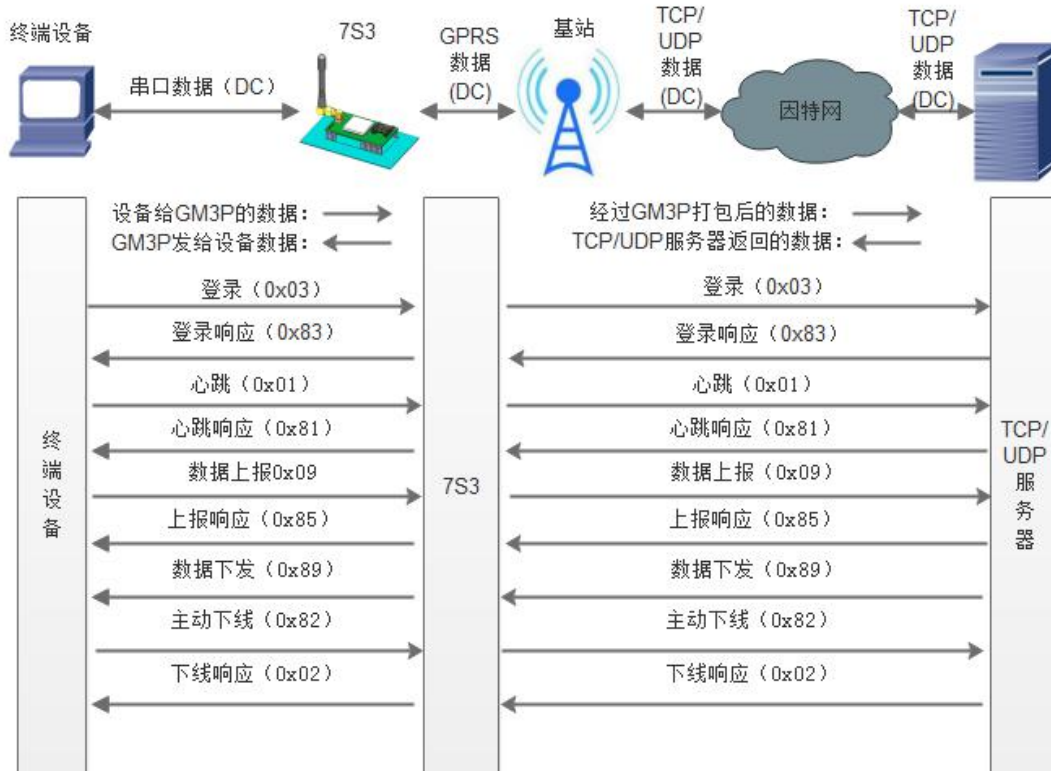 终端设备
7S3
基站
串口数据（DC）
GPRS
数据
(DC)
TCP/
UDP
数据
(DC)
因特网
TCP/
UDP
数据
(DC)
设备给GM3P的数据：
GM3P发给设备数据：
经过GM3P打包后的数据：
TCP/UDP服务器返回的数据：
登录（0x03）
登录（0x03）
登录响应（0x83）
登录响应（0x83）
心跳（0x01）
心跳（0x01）
心跳响应（0x81）
心跳响应（0x81）
数据上报0x09
数据上报（0x09）
上报响应（0x85）
上报响应（0x85）
数据下发（0x89）
数据下发（0x89）
主动下线（0x82）
主动下线（0x82）
下线响应（0x02）
下线响应（0x02）
终
端
设
备
7S3
TCP/
UDP
服
务
器